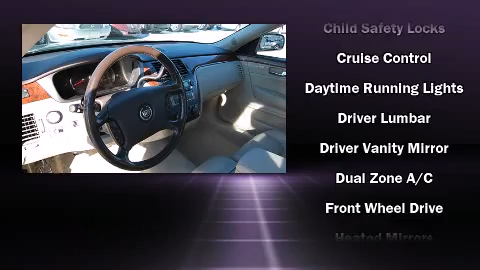 Child Safety Locks
Cruise Control
Daytime Running Lights
Driver Lumbar
Driver Vanity Mirror
Dual Zone A/C
Front Wheel Drive
Heated Mirrors